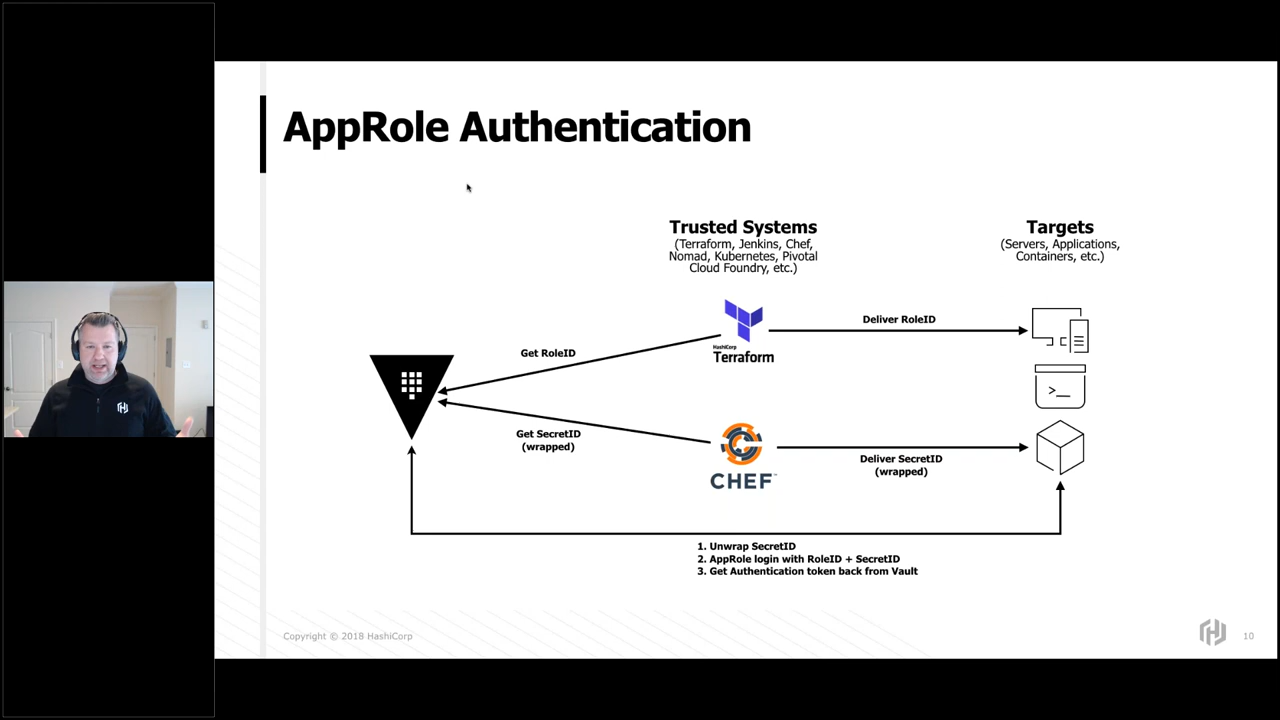 AppRole Authentication
Trusted Systems
(Terraform, Jenkins, Chef,
Nomad, Kubernetes, Pivotal
Cloud Foundry, etc.)
Targets
(Servers, Applications,
Containers, etc.)
Deliver RoleID
Get RoleID
HashiCorp
Terraform
>_
Get SecretID
(wrapped)
CHEF™
Deliver SecretID
(wrapped)
1. Unwrap SecretID
2. AppRole login with RoleID + SecretID
3. Get Authentication token back from Vault
Copyright © 2018 HashiCorp
10